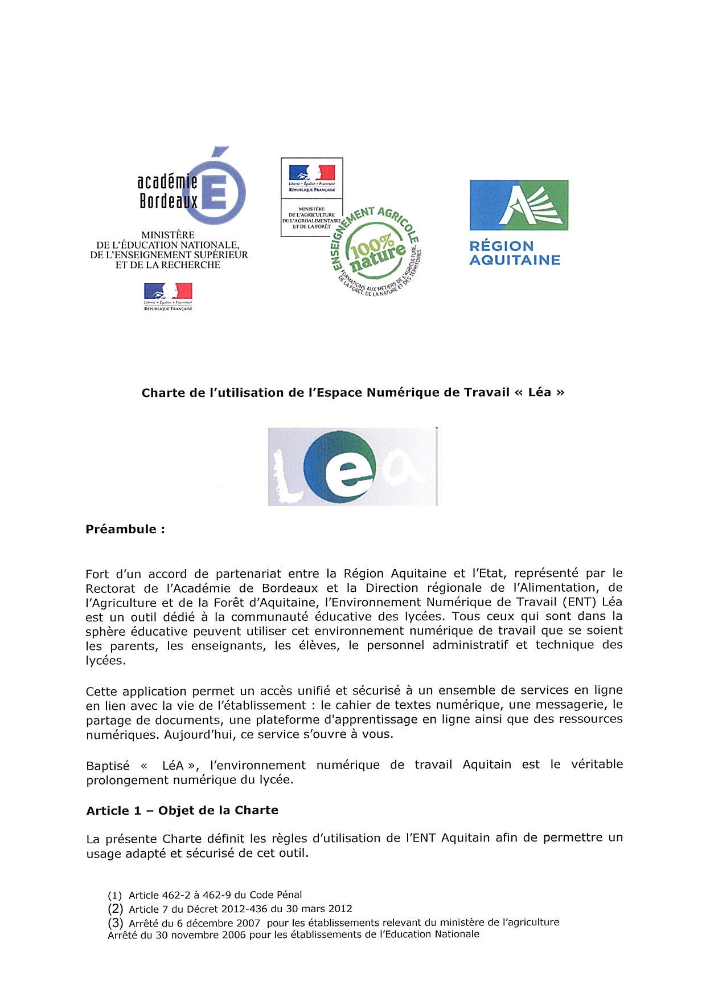 académie
Bordeaux
É
MINISTÈRE
DE L'ÉDUCATION NATIONALE,
DE L'ENSEIGNEMENT SUPÉRIEUR
ET DE LA RECHERCHE
Liberté • Égalité • Fraternité
RÉPUBLIQUE FRANÇAISE
Liberté • Égalité • Fraternité
RÉPUBLIQUE FRANÇAISE
MINISTÈRE
DE L'AGRICULTURE
DE L'AGROALIMENTAIRE
ET DE LA FORÊT
ENSEIGNEMENT AGRICOLE
100%
nature
FORMATIONS AUX MÉTIERS DE L'AGRICULTURE,
DE LA FORÊT, DE LA NATURE ET DES TERRITOIRES
A
RÉGION
AQUITAINE
Charte de l'utilisation de l'Espace Numérique de Travail « Léa »
Lea
Préambule :
Fort d'un accord de partenariat entre la Région Aquitaine et l'Etat, représenté par le
Rectorat de l'Académie de Bordeaux et la Direction régionale de l'Alimentation, de
l'Agriculture et de la Forêt d'Aquitaine, l'Environnement Numérique de Travail (ENT) Léa
est un outil dédié à la communauté éducative des lycées. Tous ceux qui sont dans la
sphère éducative peuvent utiliser cet environnement numérique de travail que se soient
les parents, les enseignants, les élèves, le personnel administratif et technique des
lycées.
Cette application permet un accès unifié et sécurisé à un ensemble de services en ligne
en lien avec la vie de l'établissement : le cahier de textes numérique, une messagerie, le
partage de documents, une plateforme d'apprentissage en ligne ainsi que des ressources
numériques. Aujourd'hui, ce service s'ouvre à vous.
Baptisé « LéA », l'environnement numérique de travail Aquitain est le véritable
prolongement numérique du lycée.
Article 1 – Objet de la Charte
La présente Charte définit les règles d'utilisation de l'ENT Aquitain afin de permettre un
usage adapté et sécurisé de cet outil.
(1) Article 462-2 à 462-9 du Code Pénal
(2) Article 7 du Décret 2012-436 du 30 mars 2012
(3) Arrêté du 6 décembre 2007 pour les établissements relevant du ministère de l'agriculture
Arrêté du 30 novembre 2006 pour les établissements de l'Education Nationale